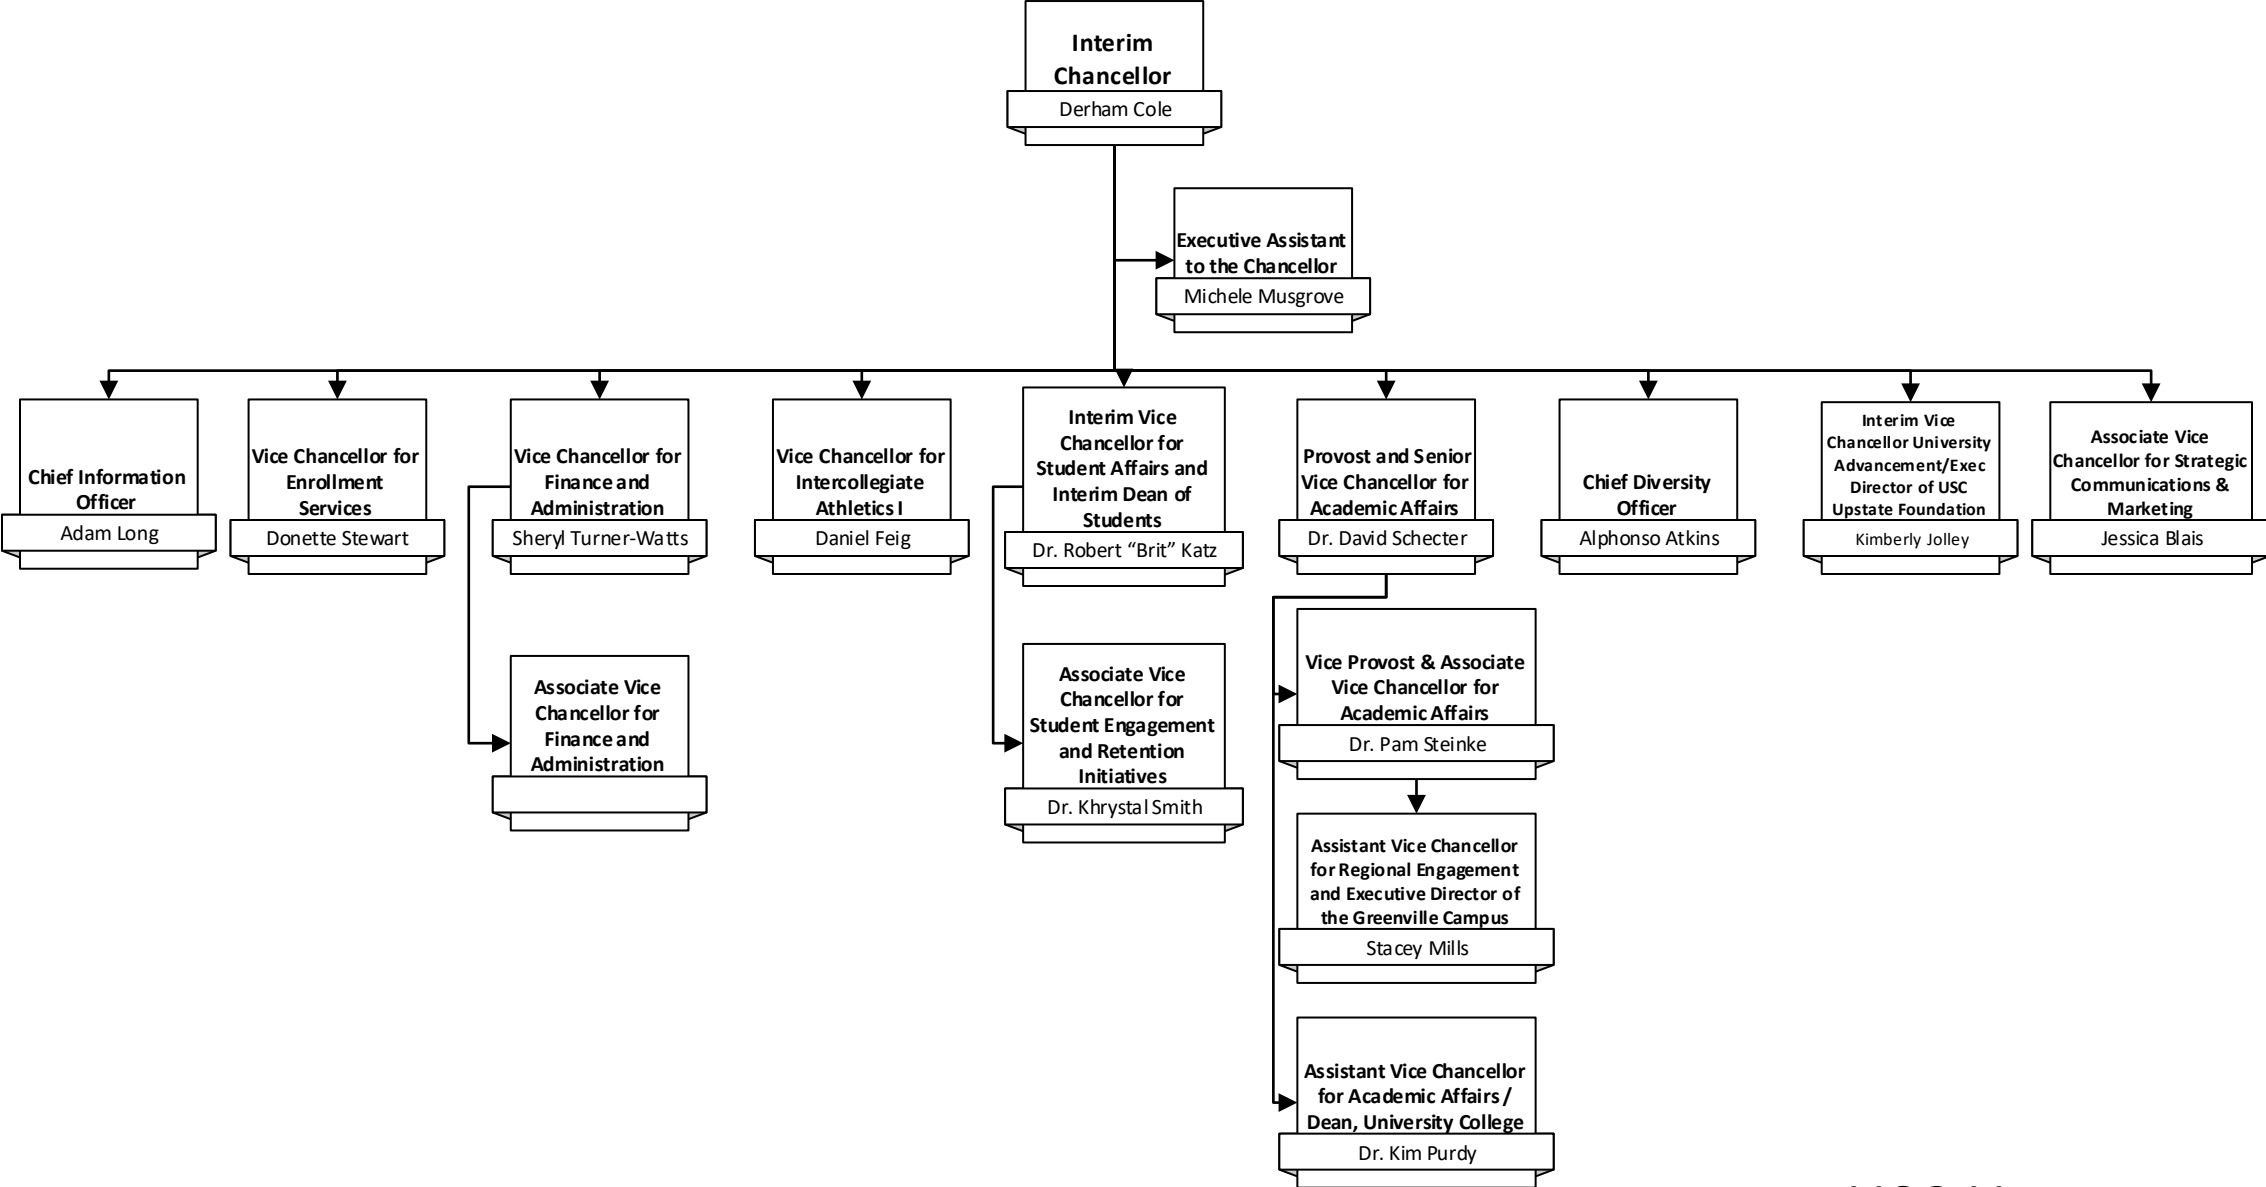 Interim
Chancellor
Derham Cole
Executive Assistant
to the Chancellor
Michele Musgrove
Chief Information
Officer
Adam Long
Vice Chancellor for
Enrollment
Services
Donette Stewart
Vice Chancellor for
Finance and
Administration
Sheryl Turner-Watts
Vice Chancellor for
Intercollegiate
Athletics I
Daniel Feig
Interim Vice
Chancellor for
Student Affairs and
Interim Dean of
Students
Dr. Robert “Brit” Katz
Provost and Senior
Vice Chancellor for
Academic Affairs
Dr. David Schecter
Chief Diversity
Officer
Alphonso Atkins
Interim Vice
Chancellor University
Advancement/Exec
Director of USC
Upstate Foundation
Kimberly Jolley
Associate Vice
Chancellor for Strategic
Communications &
Marketing
Jessica Blais
Associate Vice
Chancellor for
Finance and
Administration
Associate Vice
Chancellor for
Student Engagement
and Retention
Initiatives
Dr. Khrystal Smith
Vice Provost & Associate
Vice Chancellor for
Academic Affairs
Dr. Pam Steinke
Assistant Vice Chancellor
for Regional Engagement
and Executive Director of
the Greenville Campus
Stacey Mills
Assistant Vice Chancellor
for Academic Affairs /
Dean, University College
Dr. Kim Purdy